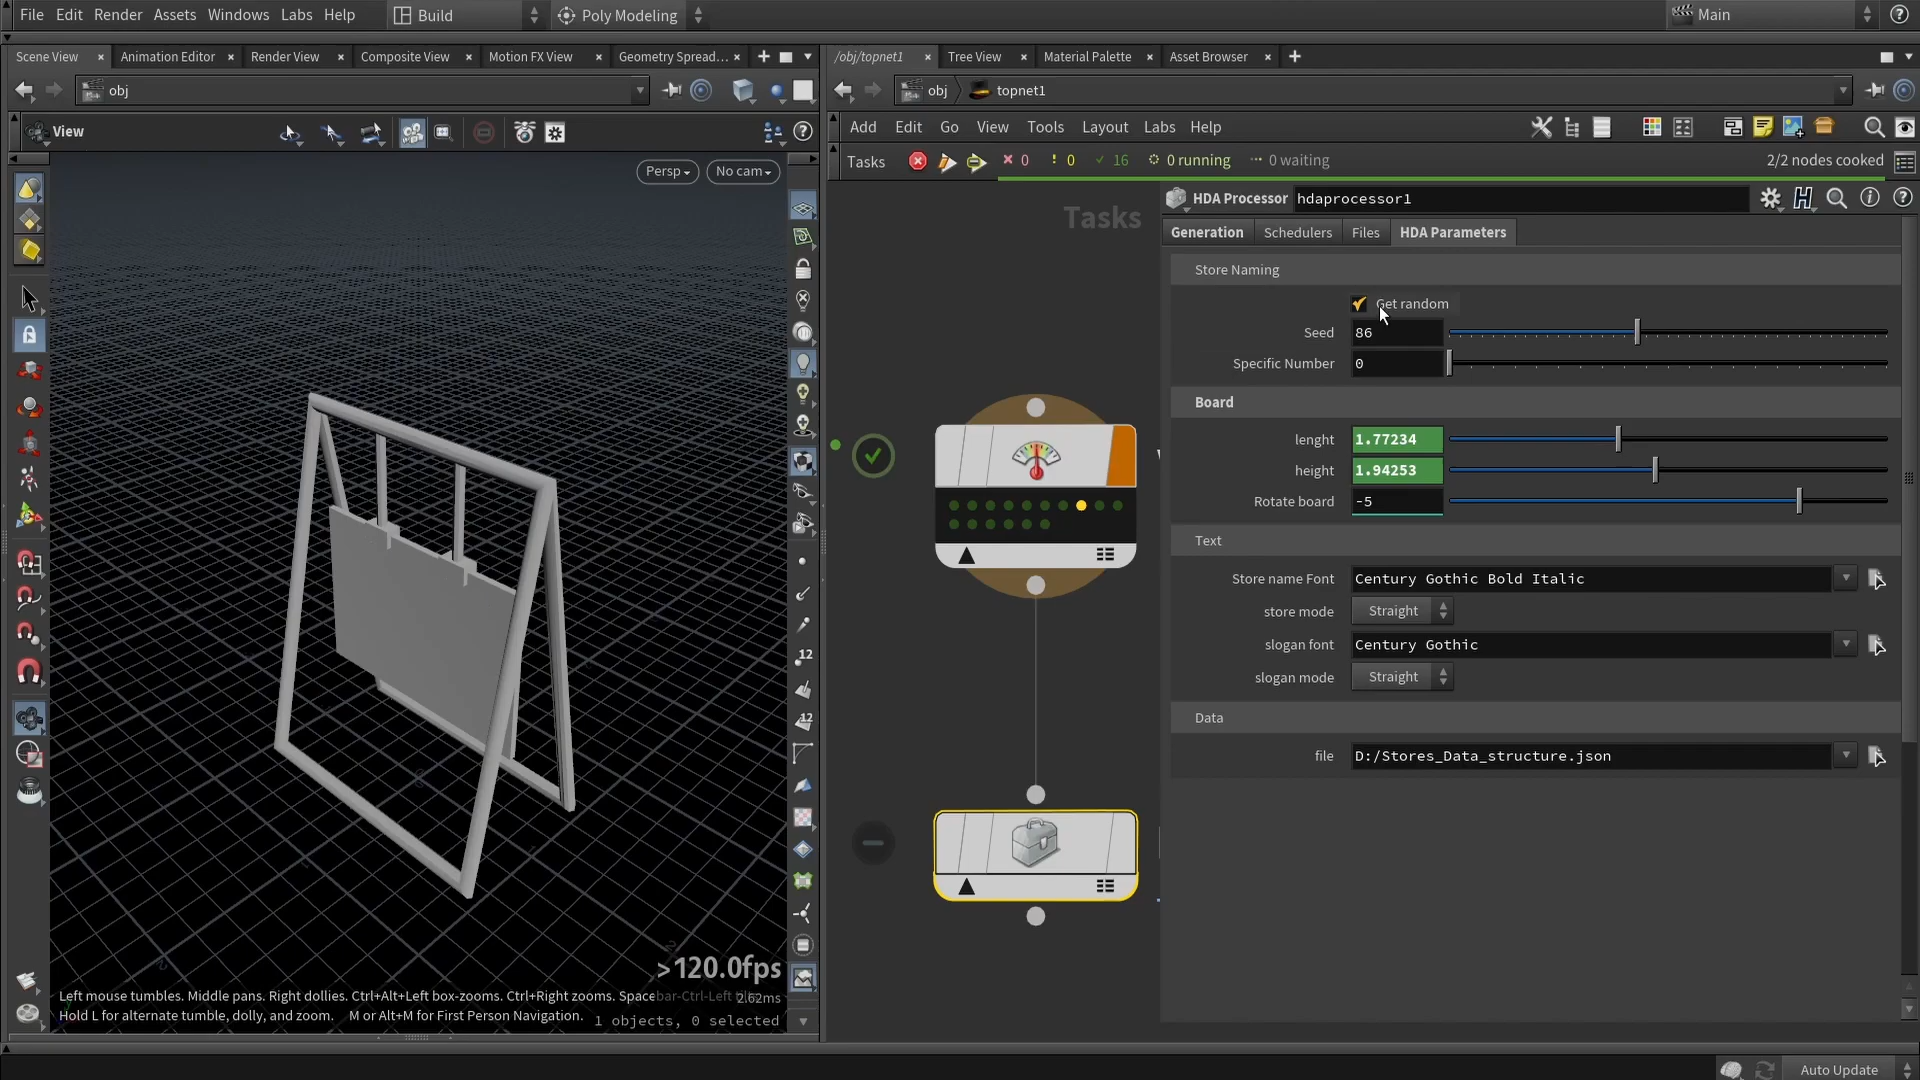 File Edit Render Assets Windows Labs Help Build Poly Modeling Main
Scene View Animation Editor Render View Composite View Motion FX View Geometry Spread... /obj/topnet1 Tree View Material Palette Asset Browser
obj obj topnet1
View Add Edit Go View Tools Layout Labs Help
Tasks 0 0 16 0 running 0 waiting 2/2 nodes cooked
Persp No cam
Tasks
HDA Processor hdaprocessor1
Generation Schedulers Files HDA Parameters
Store Naming
Get random
Seed 86
Specific Number 0
Board
lenght 1.77234
height 1.94253
Rotate board -5
Text
Store name Font Century Gothic Bold Italic
store mode Straight
slogan font Century Gothic
slogan mode Straight
Data
file D:/Stores_Data_structure.json
12
12
>120.0fps
2.62ms
Left mouse tumbles. Middle pans. Right dollies. Ctrl+Alt+Left box-zooms. Ctrl+Right zooms. Spacebar-Ctrl-Left
Hold L for alternate tumble, dolly, and zoom. M or Alt+M for First Person Navigation.
1 objects, 0 selected
Auto Update